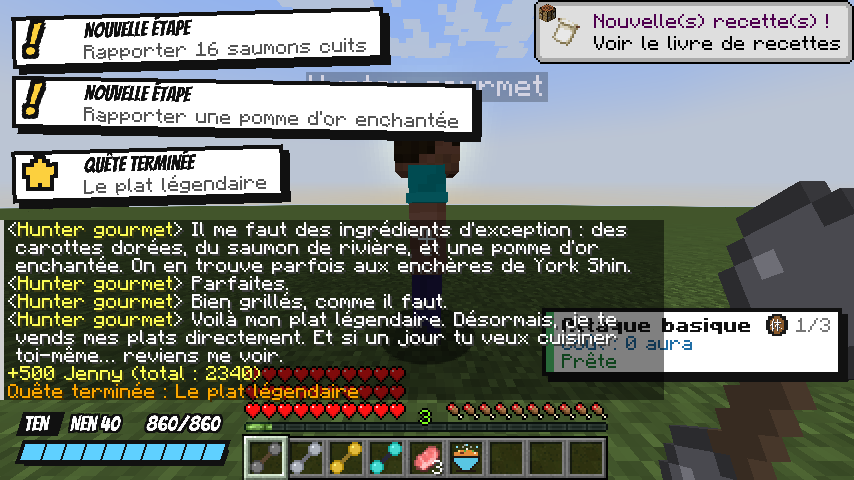 NOUVELLE ÉTAPE
Rapporter 16 saumons cuits
Nouvelle(s) recette(s) !
Voir le livre de recettes
Hunter gourmet
NOUVELLE ÉTAPE
Rapporter une pomme d'or enchantée
QUÊTE TERMINÉE
Le plat légendaire
<Hunter gourmet> Il me faut des ingrédients d'exception : des
carottes dorées, du saumon de rivière, et une pomme d'or
enchantée. On en trouve parfois aux enchères de York Shin.
<Hunter gourmet> Parfaites.
<Hunter gourmet> Bien grillés, comme il faut.
<Hunter gourmet> Voilà mon plat légendaire. Désormais, je te
vends mes plats directement. Et si un jour tu veux cuisiner
toi-même... reviens me voir.
+500 Jenny (total : 2340)
Quête terminée : Le plat légendaire
Attaque basique 1/3
Coût : 0 aura
Prête
TEN NEN 40 860/860
3
3